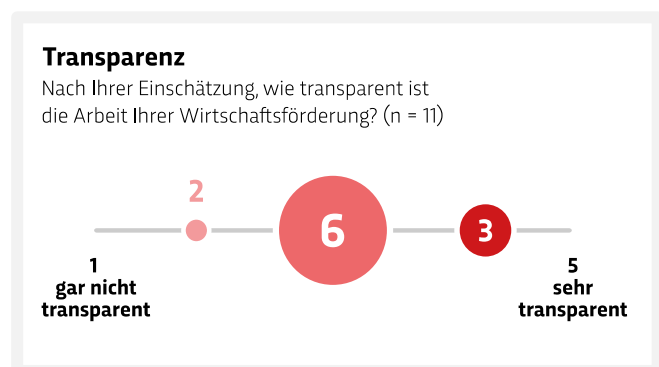 Transparenz
Nach Ihrer Einschätzung, wie transparent ist
die Arbeit Ihrer Wirtschaftsförderung? (n = 11)
2
6
3
1
gar nicht
transparent
5
sehr
transparent